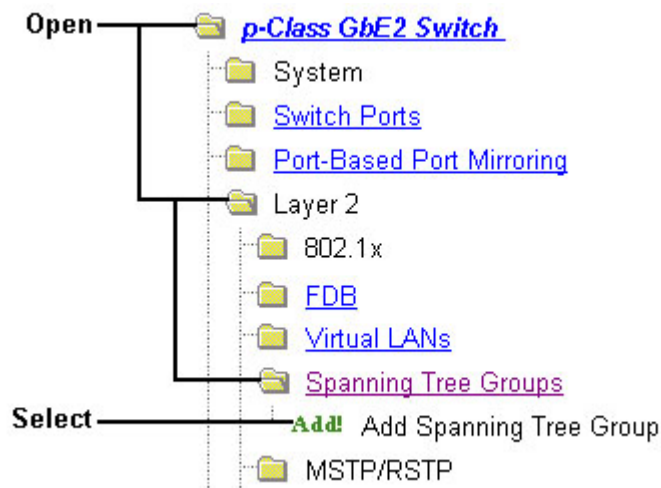 Open p-Class GbE2 Switch
System
Switch Ports
Port-Based Port Mirroring
Layer 2
802.1x
FDB
Virtual LANs
Spanning Tree Groups
Select Add! Add Spanning Tree Group
MSTP/RSTP